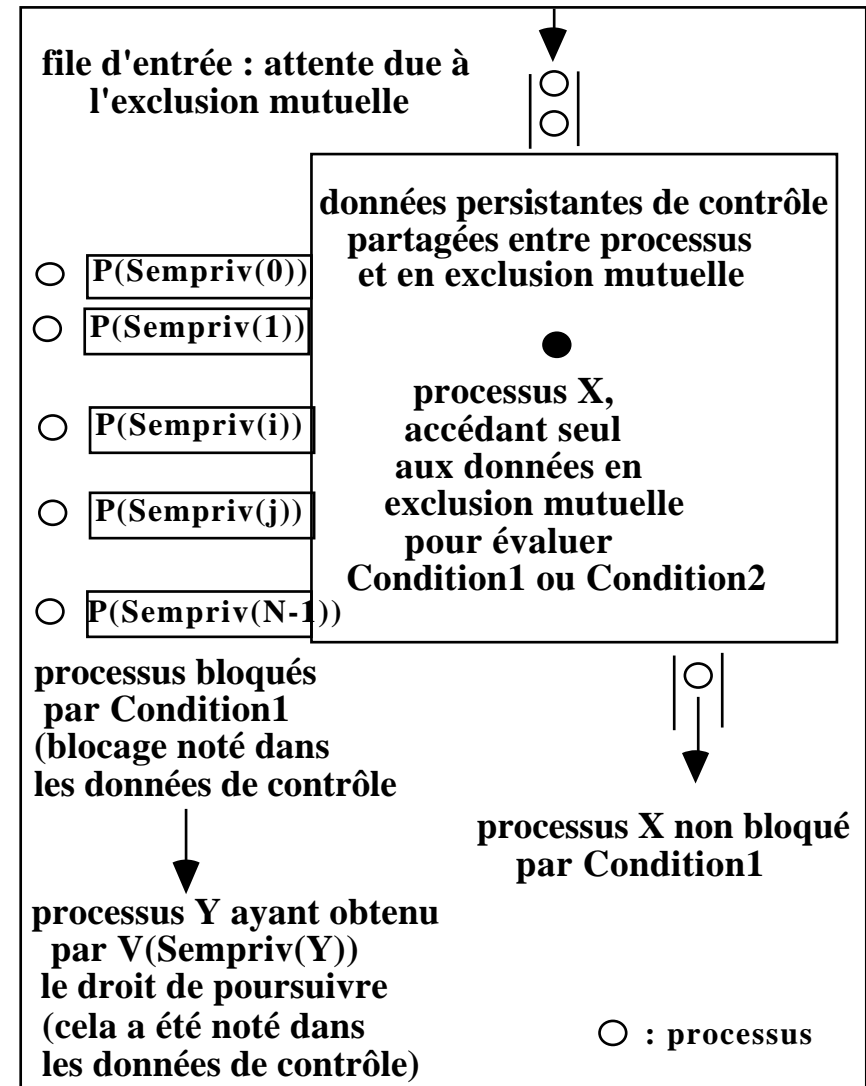 file d'entrée : attente due à
l'exclusion mutuelle
données persistantes de contrôle
partagées entre processus
et en exclusion mutuelle
P(Sempriv(0))
P(Sempriv(1))
P(Sempriv(i))
P(Sempriv(j))
P(Sempriv(N-1))
processus X,
accédant seul
aux données en
exclusion mutuelle
pour évaluer
Condition1 ou Condition2
processus bloqués
par Condition1
(blocage noté dans
les données de contrôle
processus X non bloqué
par Condition1
processus Y ayant obtenu
par V(Sempriv(Y))
le droit de poursuivre
(cela a été noté dans
les données de contrôle)
: processus